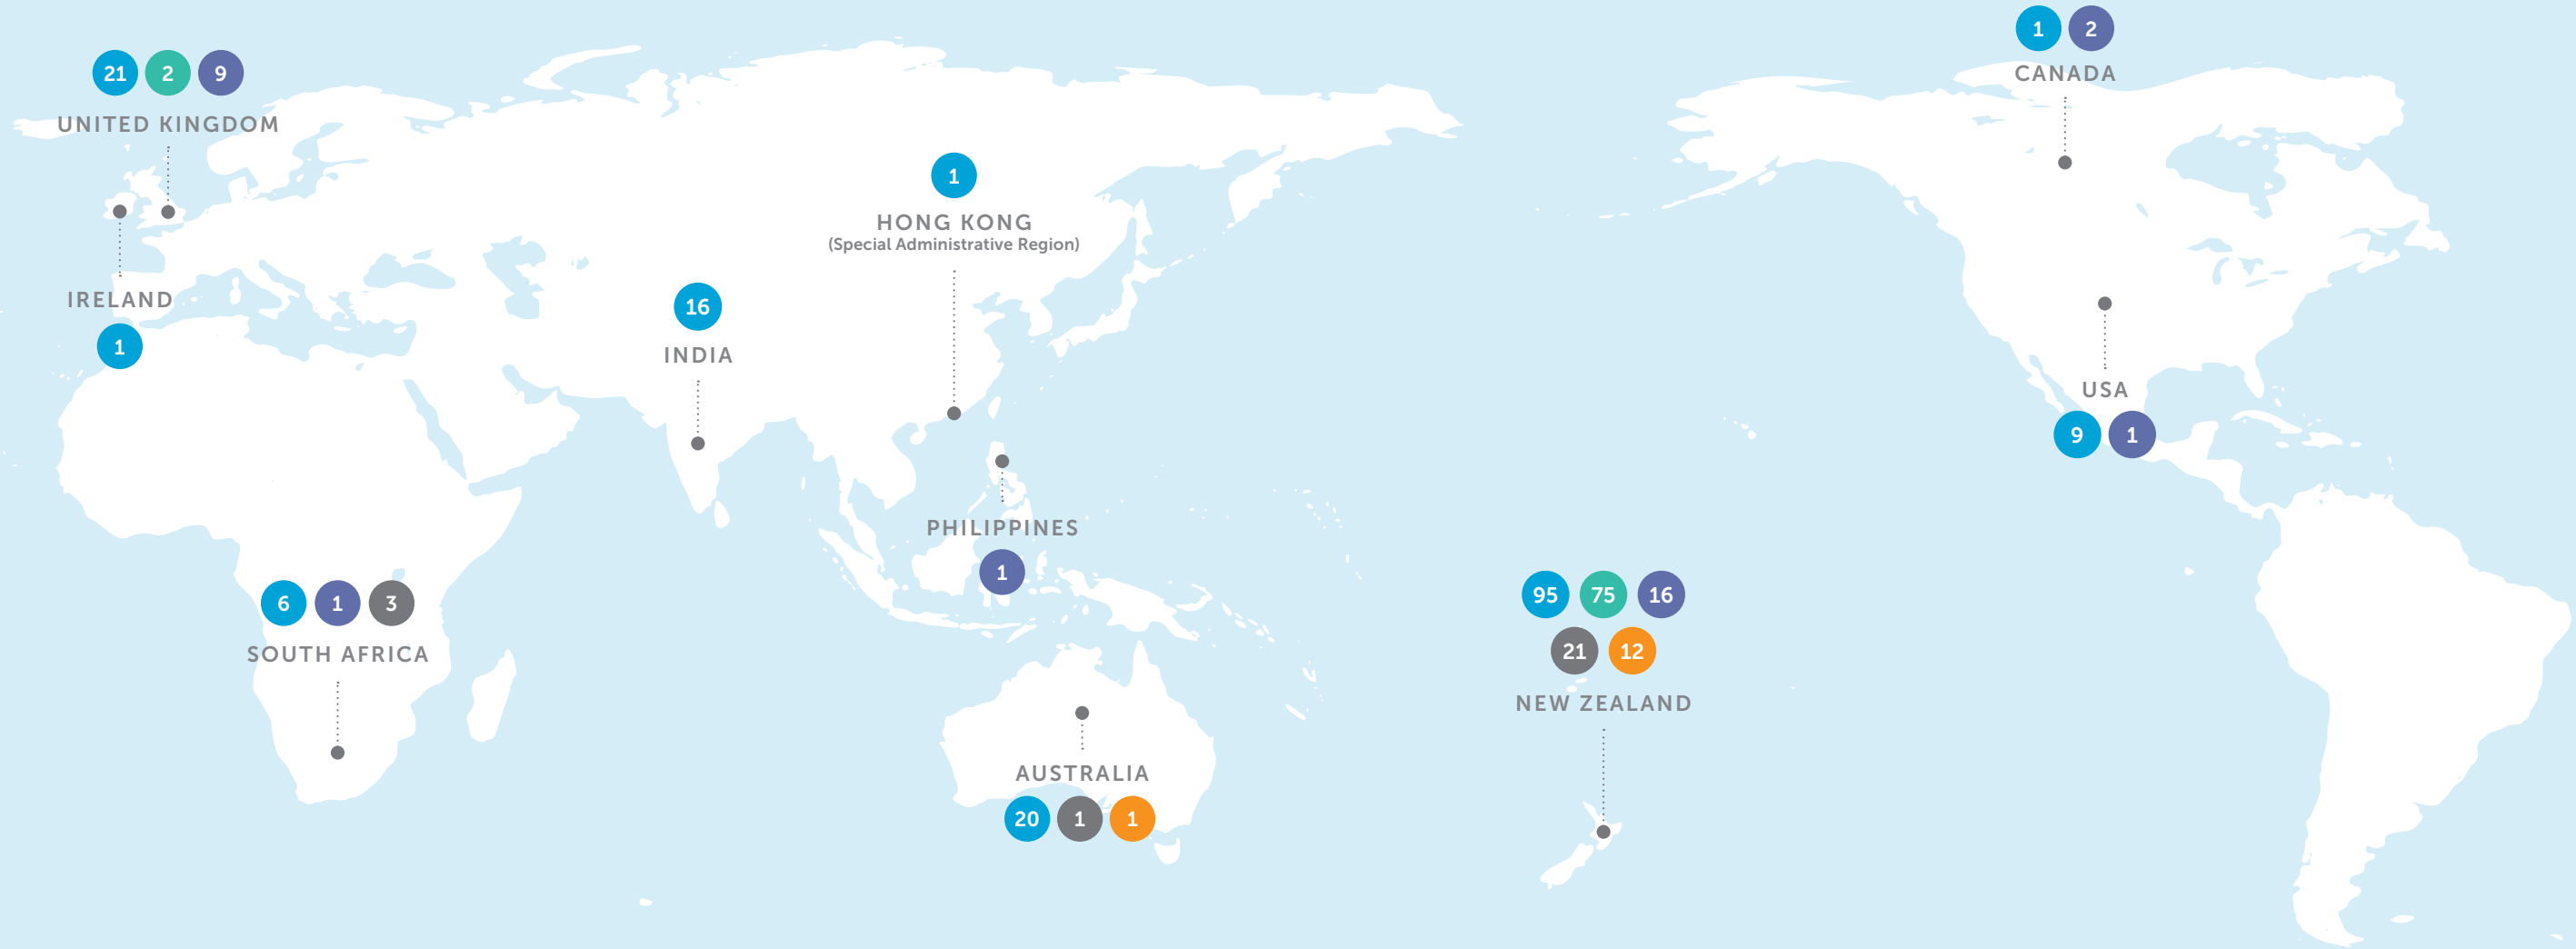 1 2
CANADA
21 2 9
UNITED KINGDOM
1
HONG KONG
(Special Administrative Region)
IRELAND
1
16
INDIA
USA
9 1
PHILIPPINES
1
6 1 3
SOUTH AFRICA
95 75 16
21 12
NEW ZEALAND
AUSTRALIA
20 1 1